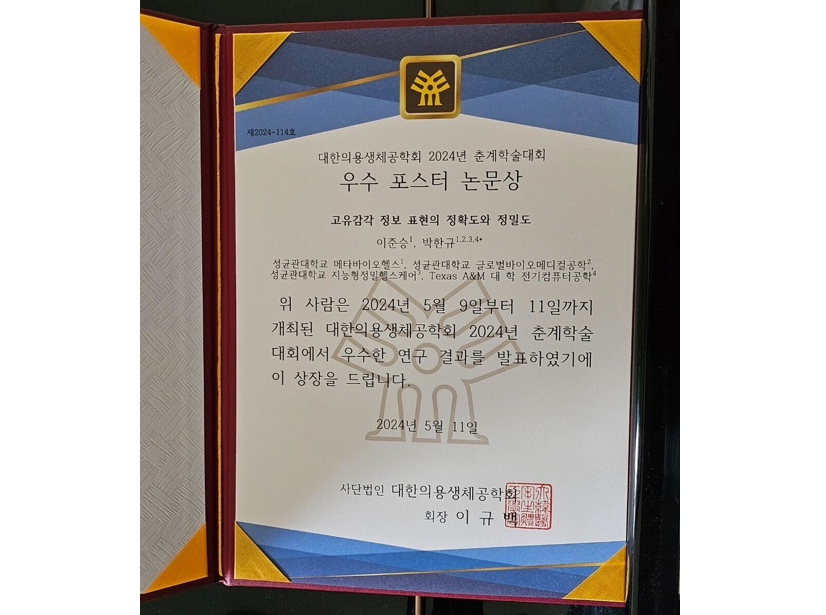 제2024-114호
대한의용생체공학회 2024년 춘계학술대회
우수 포스터 논문상
고유감각 정보 표현의 정확도와 정밀도
이준승1, 박한규1,2,3,4*
성균관대학교 메타바이오헬스1, 성균관대학교 글로벌바이오메디컬공학2,
성균관대학교 지능형정밀헬스케어3, Texas A&M 대 학 전기컴퓨터공학4
위 사람은 2024년 5월 9일부터 11일까지
개최된 대한의용생체공학회 2024년 춘계학술
대회에서 우수한 연구 결과를 발표하였기에
이 상장을 드립니다.
2024년 5월 11일
사단법인 대한의용생체공학회
회장 이 규 백